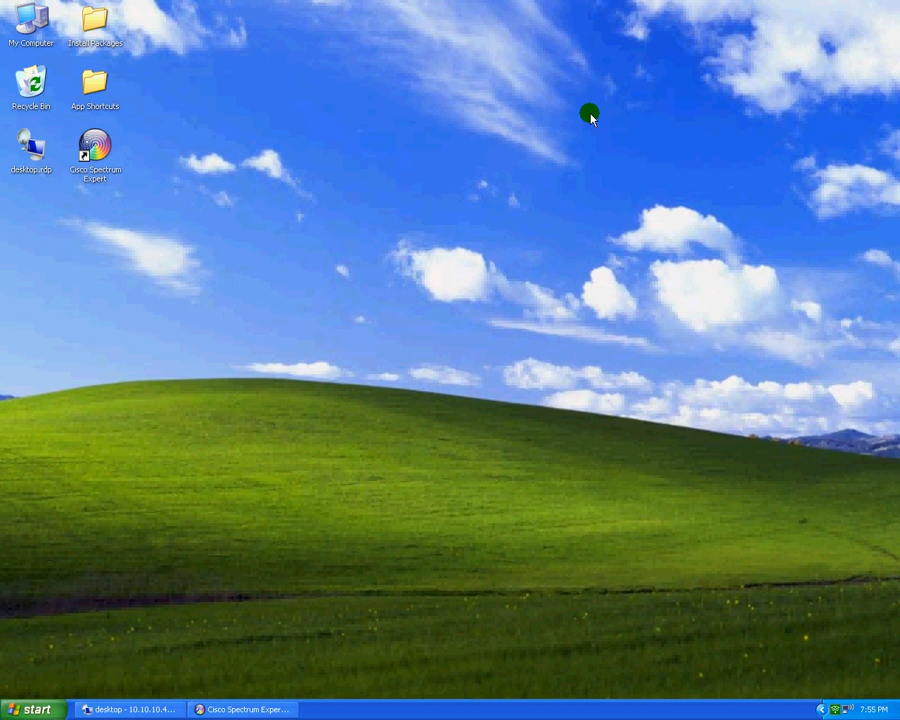 My Computer
Install Packages
Recycle Bin
App Shortcuts
desktop.rdp
Cisco Spectrum
Expert
start
desktop - 10.10.10.4...
Cisco Spectrum Exper...
7:55 PM